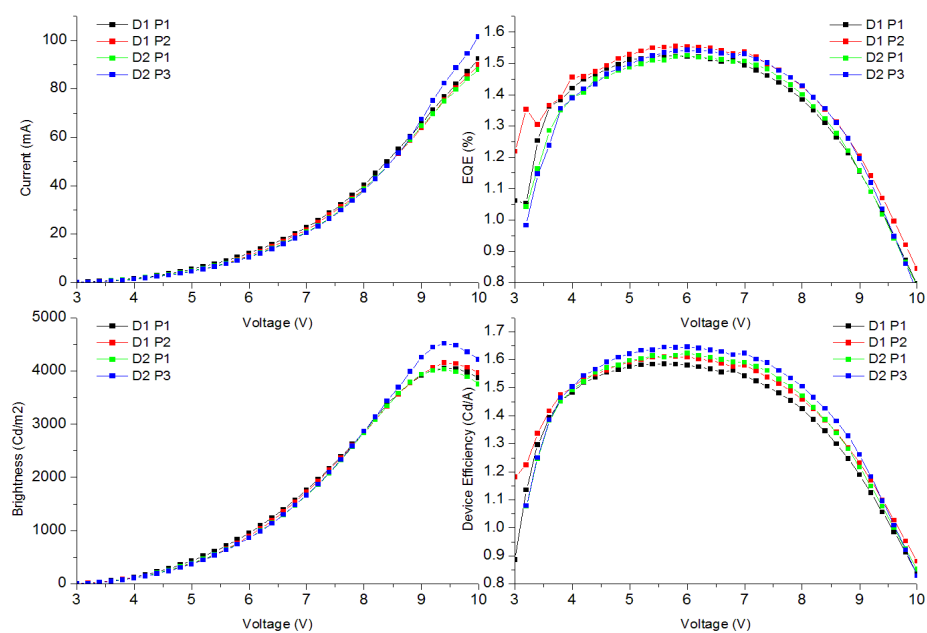 D1 P1
D1 P2
D2 P1
D2 P3
100
80
60
40
20
0
Current (mA)
3 4 5 6 7 8 9 10
Voltage (V)
D1 P1
D1 P2
D2 P1
D2 P3
1.6
1.5
1.4
1.3
1.2
1.1
1.0
0.9
0.8
EQE (%)
3 4 5 6 7 8 9 10
Voltage (V)
D1 P1
D1 P2
D2 P1
D2 P3
5000
4000
3000
2000
1000
0
Brightness (Cd/m2)
3 4 5 6 7 8 9 10
Voltage (V)
D1 P1
D1 P2
D2 P1
D2 P3
1.7
1.6
1.5
1.4
1.3
1.2
1.1
1.0
0.9
0.8
Device Efficiency (Cd/A)
3 4 5 6 7 8 9 10
Voltage (V)